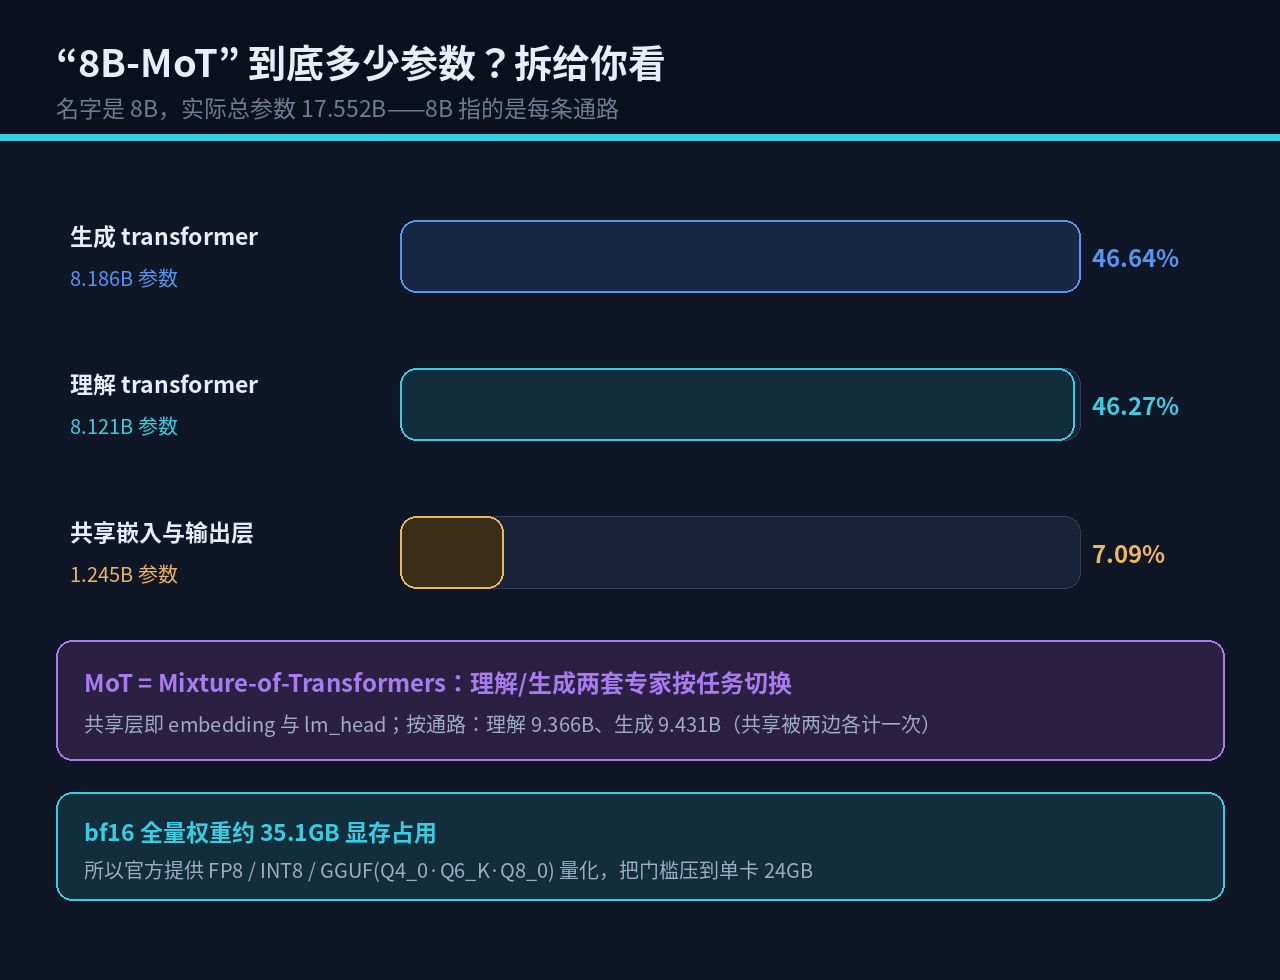 “8B-MoT” 到底多少参数？拆给你看
名字是 8B，实际总参数 17.552B——8B 指的是每条通路
生成 transformer
8.186B 参数
46.64%
理解 transformer
8.121B 参数
46.27%
共享嵌入与输出层
1.245B 参数
7.09%
MoT = Mixture-of-Transformers：理解/生成两套专家按任务切换
共享层即 embedding 与 lm_head；按通路：理解 9.366B、生成 9.431B（共享被两边各计一次）
bf16 全量权重约 35.1GB 显存占用
所以官方提供 FP8 / INT8 / GGUF(Q4_0·Q6_K·Q8_0) 量化，把门槛压到单卡 24GB